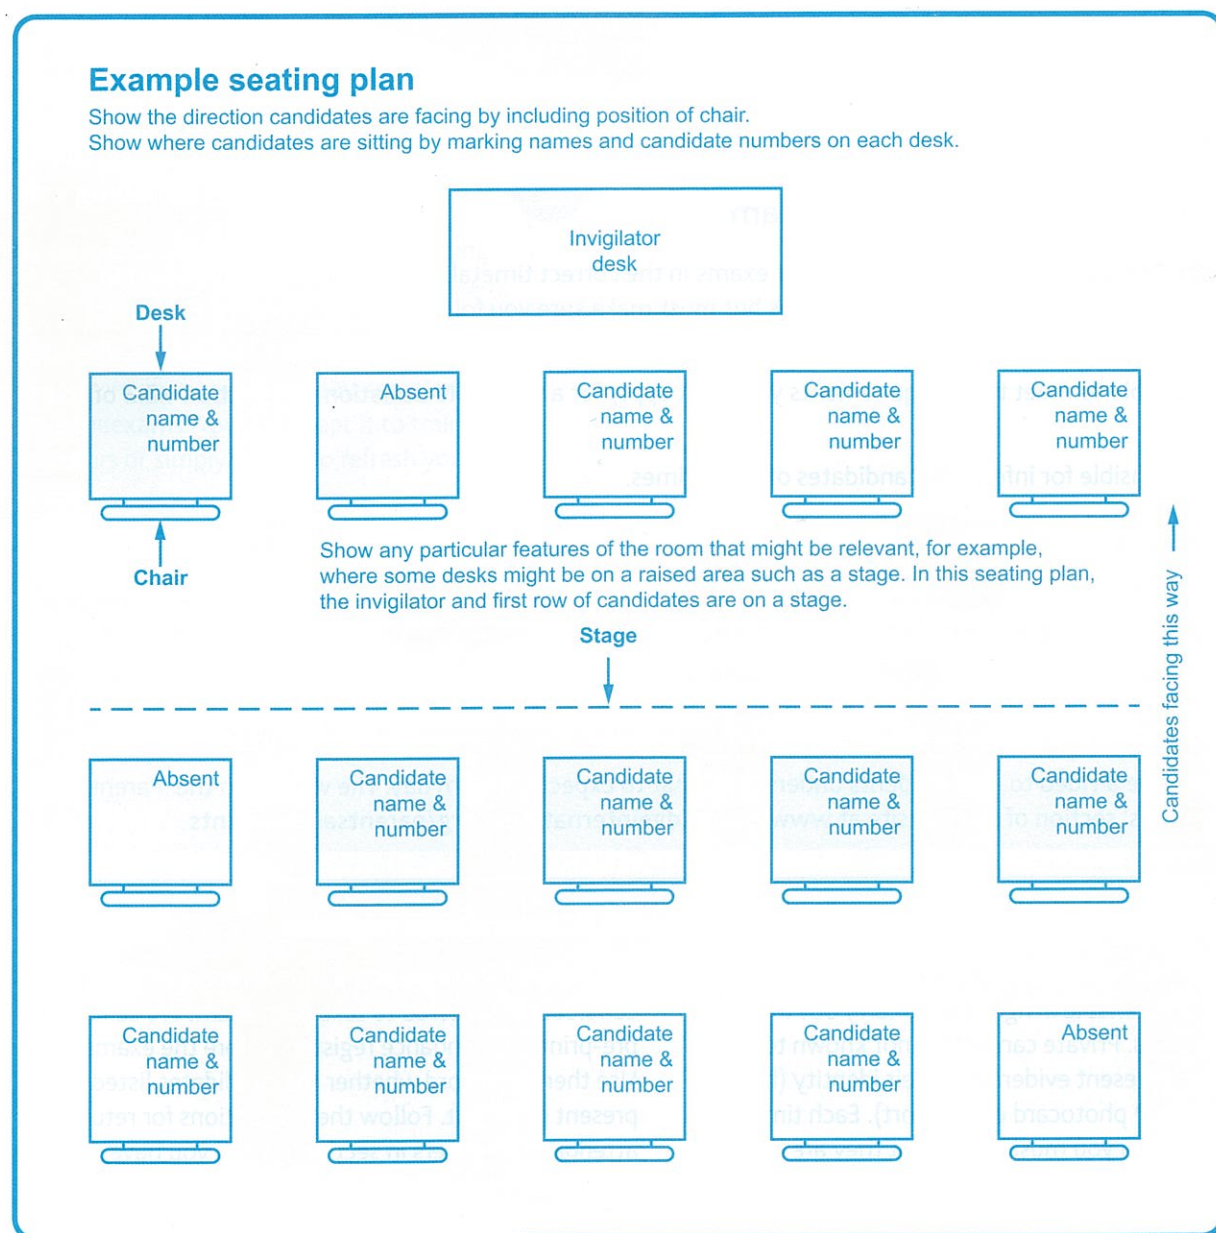 Example seating plan
Show the direction candidates are facing by including position of chair.
Show where candidates are sitting by marking names and candidate numbers on each desk.
Invigilator
desk
Desk
Candidate
name &
number
Absent
Candidate
name &
number
Candidate
name &
number
Candidate
name &
number
Chair
Show any particular features of the room that might be relevant, for example,
where some desks might be on a raised area such as a stage. In this seating plan,
the invigilator and first row of candidates are on a stage.
Stage
Candidates facing this way
Absent
Candidate
name &
number
Candidate
name &
number
Candidate
name &
number
Candidate
name &
number
Candidate
name &
number
Candidate
name &
number
Candidate
name &
number
Candidate
name &
number
Absent